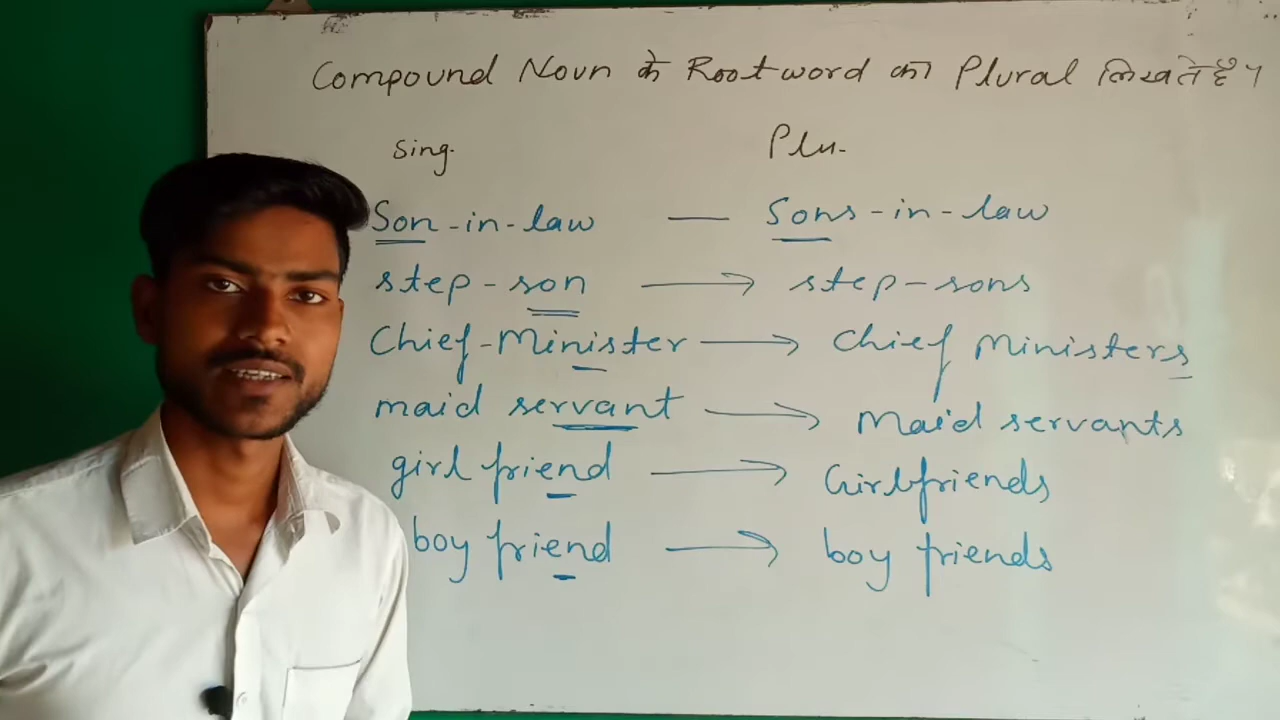 Compound Noun के Root word का Plural लिखते हैं।
Sing. Plu.
Son-in-law — Sons-in-law
step-son → step-sons
Chief-Minister → Chief Ministers
maid servant → Maid servants
girl friend → Girlfriends
boy friend → boy friends